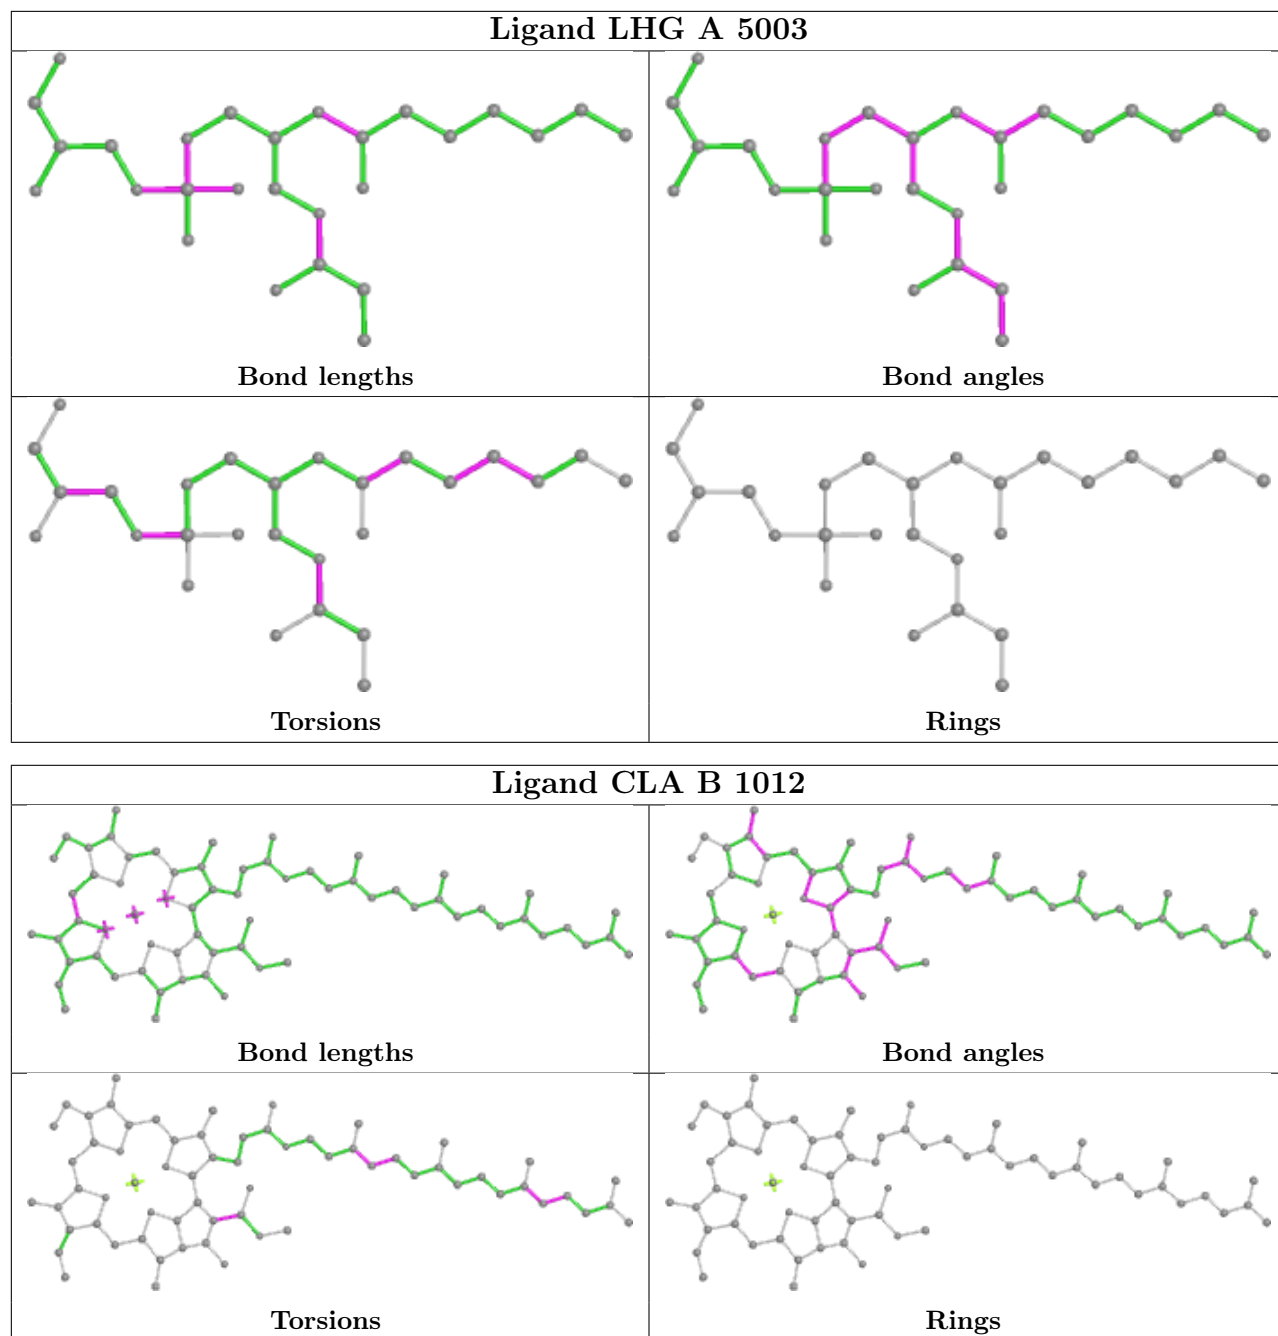 Ligand LHG A 5003
Bond lengths
Bond angles
Torsions
Rings
Ligand CLA B 1012
Bond lengths
Bond angles
Torsions
Rings